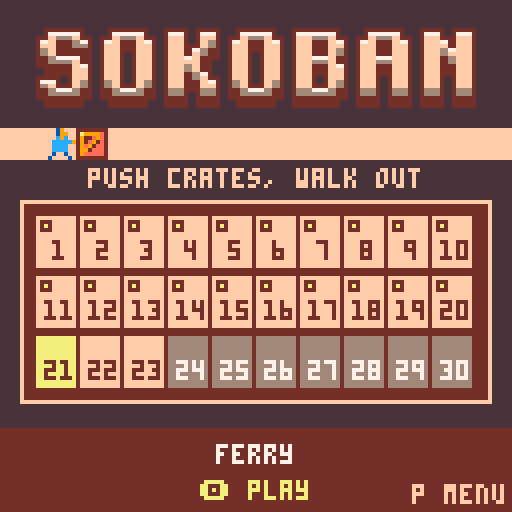 SOKOBAN
PUSH CRATES, WALK OUT
1 2 3 4 5 6 7 8 9 10
11 12 13 14 15 16 17 18 19 20
21 22 23 24 25 26 27 28 29 30
FERRY
PLAY
P MENU